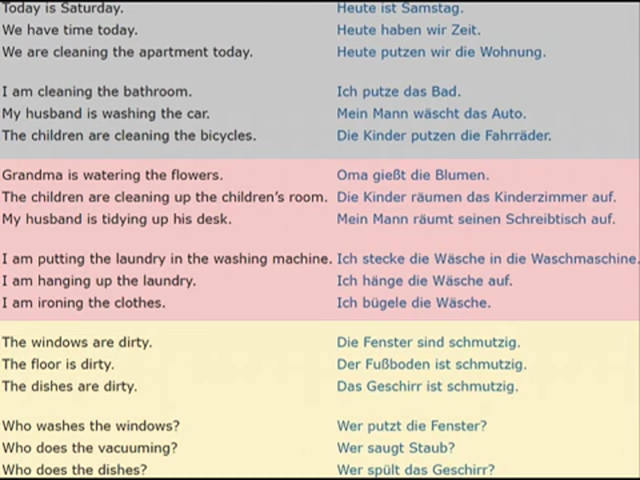 Today is Saturday. Heute ist Samstag.
We have time today. Heute haben wir Zeit.
We are cleaning the apartment today. Heute putzen wir die Wohnung.
I am cleaning the bathroom. Ich putze das Bad.
My husband is washing the car. Mein Mann wäscht das Auto.
The children are cleaning the bicycles. Die Kinder putzen die Fahrräder.
Grandma is watering the flowers. Oma gießt die Blumen.
The children are cleaning up the children’s room. Die Kinder räumen das Kinderzimmer auf.
My husband is tidying up his desk. Mein Mann räumt seinen Schreibtisch auf.
I am putting the laundry in the washing machine. Ich stecke die Wäsche in die Waschmaschine.
I am hanging up the laundry. Ich hänge die Wäsche auf.
I am ironing the clothes. Ich bügele die Wäsche.
The windows are dirty. Die Fenster sind schmutzig.
The floor is dirty. Der Fußboden ist schmutzig.
The dishes are dirty. Das Geschirr ist schmutzig.
Who washes the windows? Wer putzt die Fenster?
Who does the vacuuming? Wer saugt Staub?
Who does the dishes? Wer spült das Geschirr?